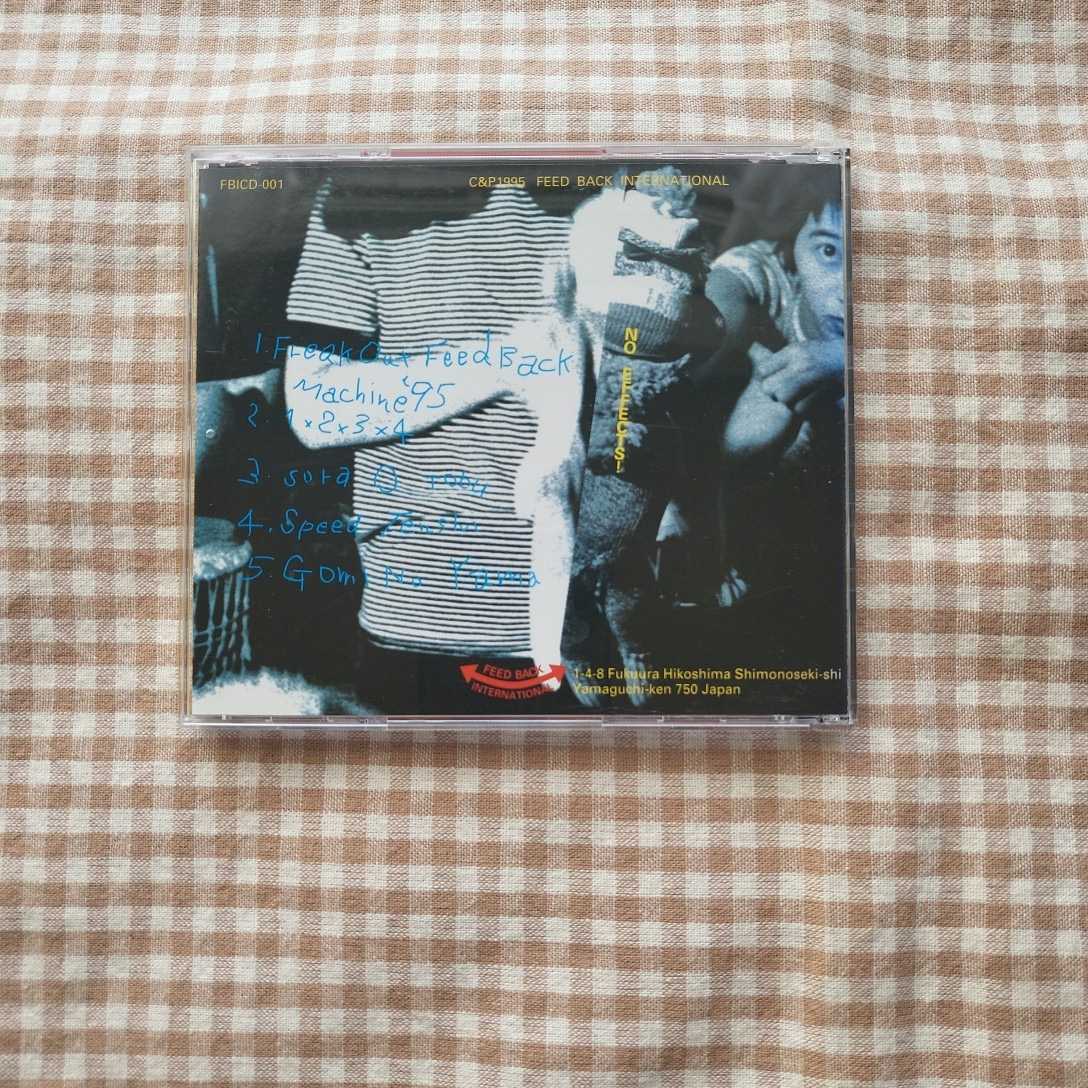 FBICD-001
C&P1995 FEED BACK INTERNATIONAL
1. Freak Out Feed Back
Machine '95
2. 1×2×3×4
3. sora O Tobu
4. Speed
5. Gomi No Yama
NO EFFECTS!
FEED BACK
INTERNATIONAL
1-4-8 Fukuura Hikoshima Shimonoseki-shi
Yamaguchi-ken 750 Japan